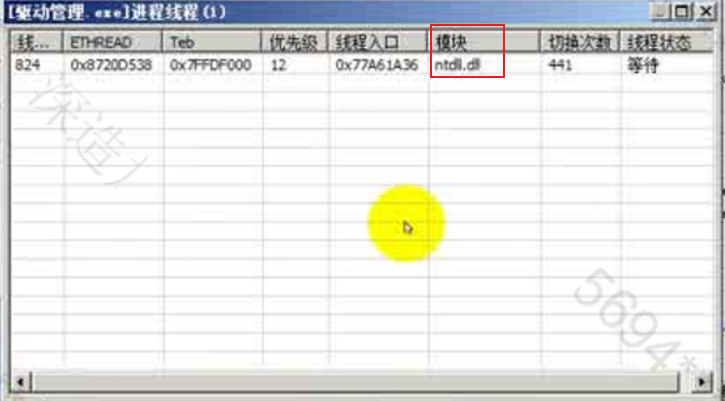 [驱动管理.exe]进程线程(1)
线... ETHREAD Teb 优先级 线程入口 模块 切换次数 线程状态
824 0x8720D538 0x7FFDF000 12 0x77A61A36 ntdll.dll 441 等待
深造
5694**